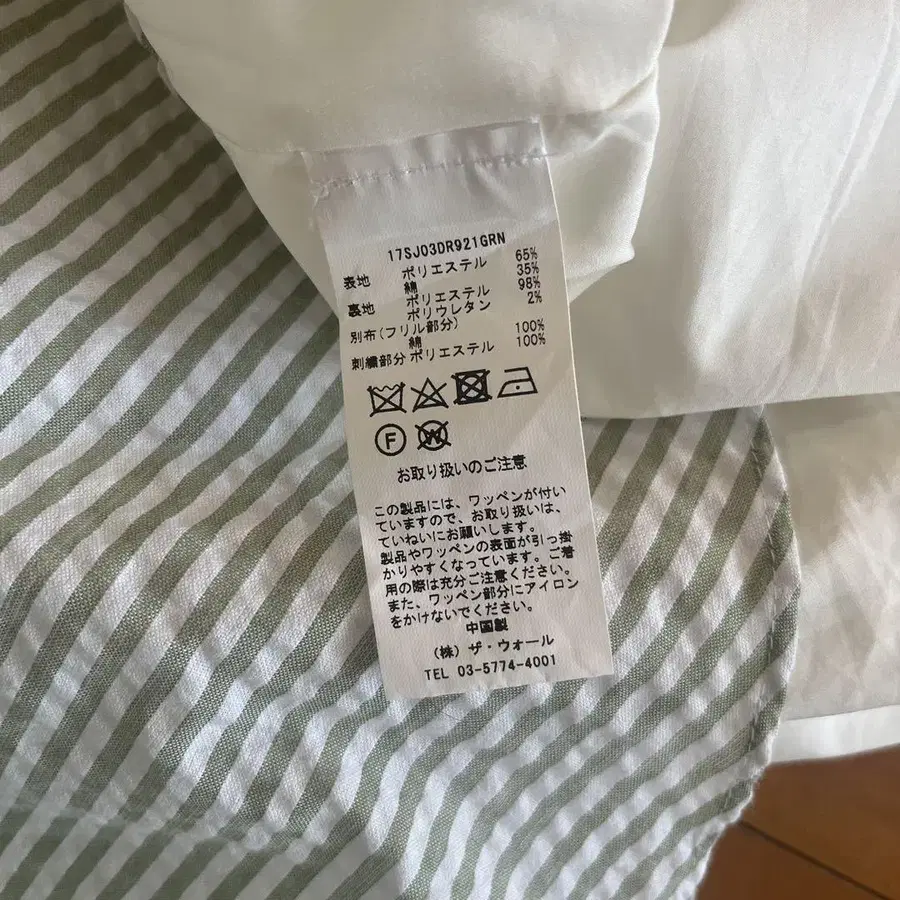 17SJ03DR921GRN
表地 ポリエステル 65%
綿 35%
裏地 ポリエステル 98%
ポリウレタン 2%
別布(フリル部分)
綿 100%
刺繍部分 ポリエステル 100%
F W
お取り扱いのご注意
この製品には、ワッペンが付い
ていますので、お取り扱いは、
ていねいにお願いします。
製品やワッペンの表面が引っ掛
かりやすくなっています。ご着
用の際は充分ご注意ください。
また、ワッペン部分にアイロン
をかけないでください。
中国製
(株) ザ・ウォール
TEL 03-5774-4001